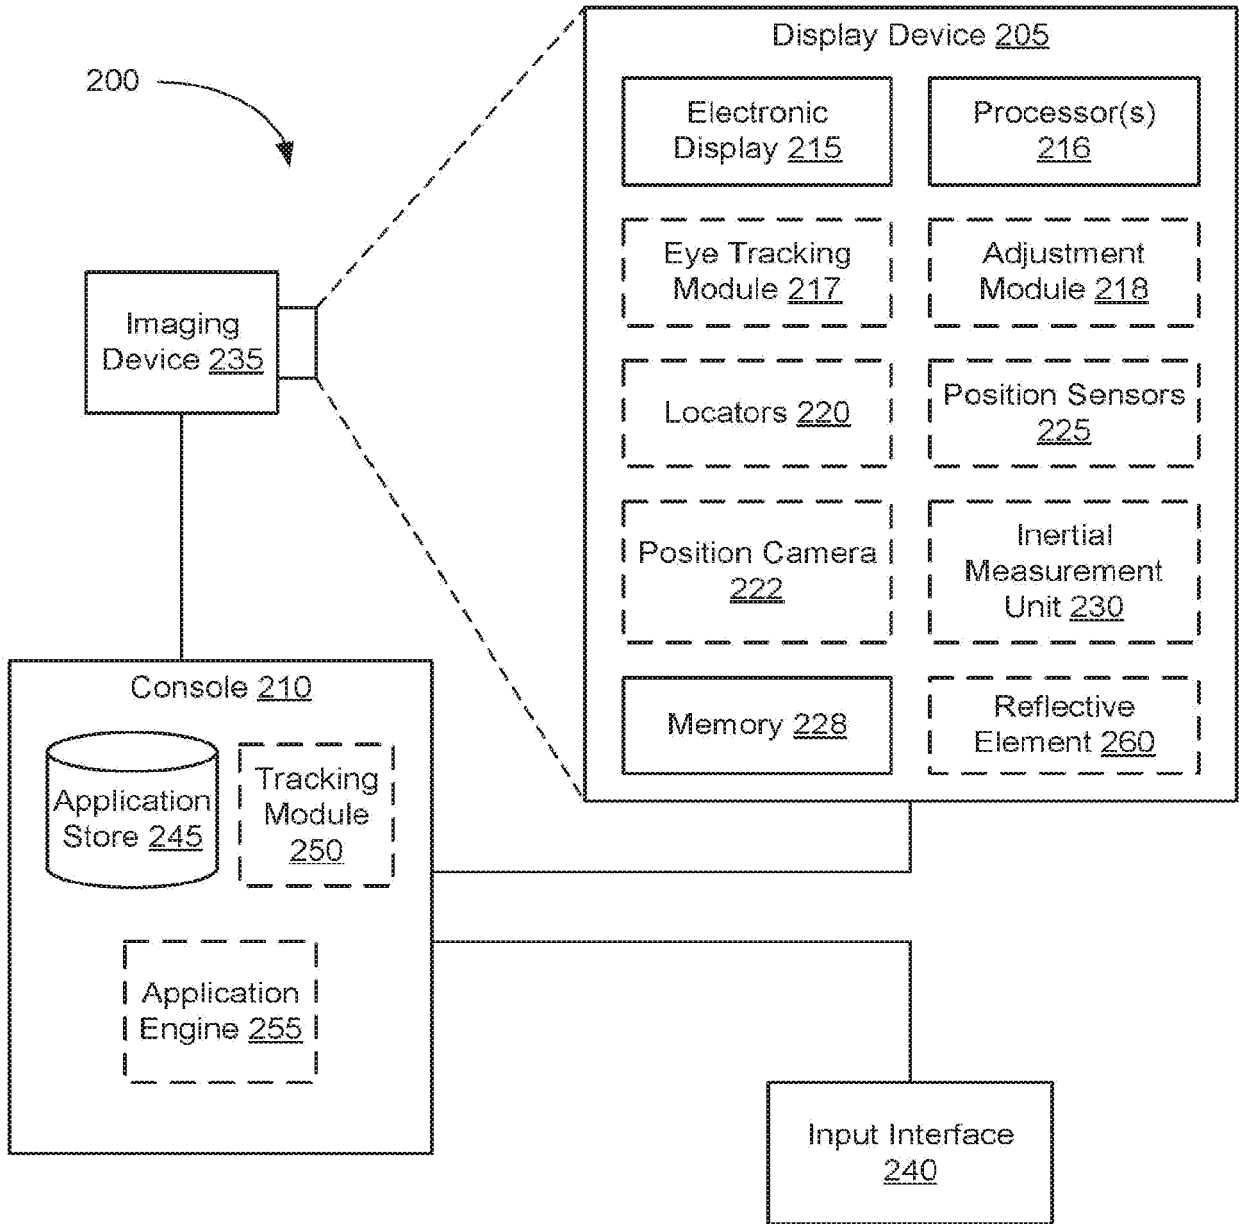 200
Display Device 205
Electronic
Display 215
Processor(s)
216
Eye Tracking
Module 217
Adjustment
Module 218
Imaging
Device 235
Locators 220
Position Sensors
225
Position Camera
222
Inertial
Measurement
Unit 230
Memory 228
Reflective
Element 260
Console 210
Application
Store 245
Tracking
Module
250
Application
Engine 255
Input Interface
240